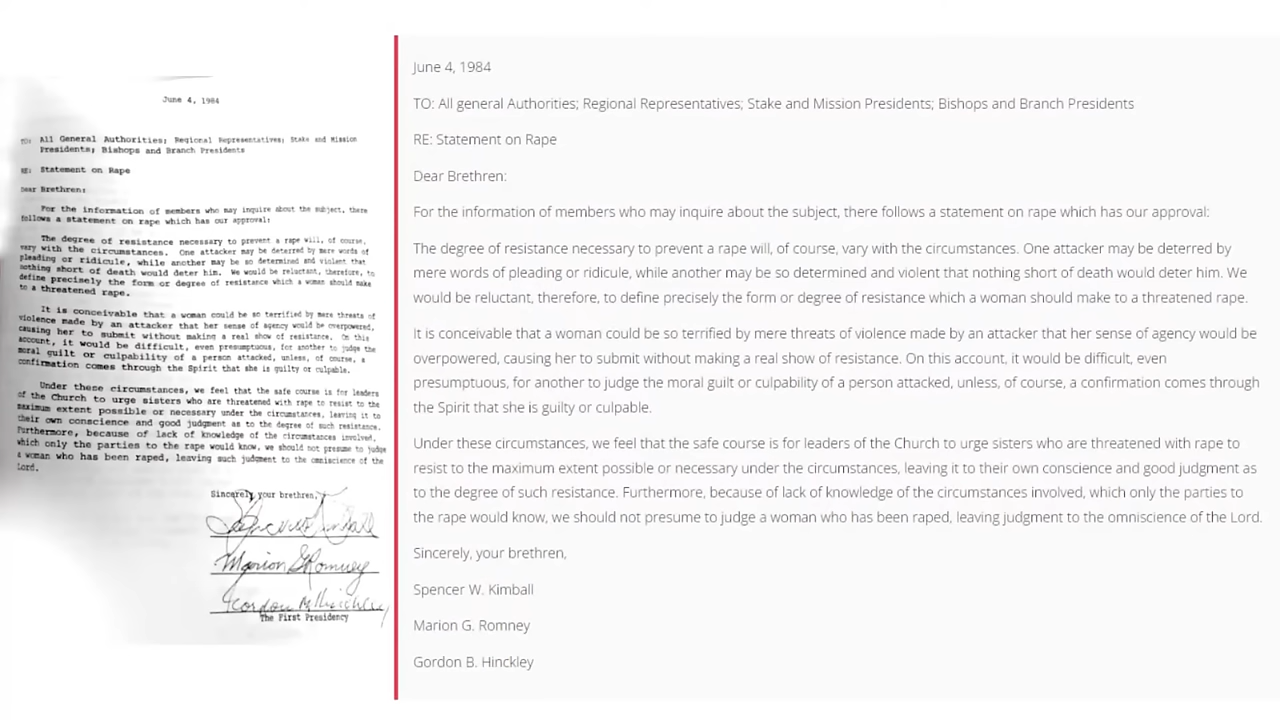 June 4, 1984
TO: All General Authorities; Regional Representatives; Stake and Mission
Presidents; Bishops and Branch Presidents
RE: Statement on Rape
Dear Brethren:
For the information of members who may inquire about the subject, there
follows a statement on rape which has our approval:
The degree of resistance necessary to prevent a rape will, of course,
vary with the circumstances. One attacker may be deterred by mere words of
pleading or ridicule, while another may be so determined and violent that
nothing short of death would deter him. We would be reluctant, therefore, to
define precisely the form or degree of resistance which a woman should make
to a threatened rape.
It is conceivable that a woman could be so terrified by mere threats of
violence made by an attacker that her sense of agency would be overpowered,
causing her to submit without making a real show of resistance. On this
account, it would be difficult, even presumptuous, for another to judge the
moral guilt or culpability of a person attacked, unless, of course, a
confirmation comes through the Spirit that she is guilty or culpable.
Under these circumstances, we feel that the safe course is for leaders
of the Church to urge sisters who are threatened with rape to resist to the
maximum extent possible or necessary under the circumstances, leaving it to
their own conscience and good judgment as to the degree of such resistance.
Furthermore, because of lack of knowledge of the circumstances involved,
which only the parties to the rape would know, we should not presume to judge
a woman who has been raped, leaving such judgment to the omniscience of the
Lord.
Sincerely your brethren,
Spencer W. Kimball
Marion G. Romney
Gordon B. Hinckley
The First Presidency
June 4, 1984
TO: All general Authorities; Regional Representatives; Stake and Mission Presidents; Bishops and Branch Presidents
RE: Statement on Rape
Dear Brethren:
For the information of members who may inquire about the subject, there follows a statement on rape which has our approval:
The degree of resistance necessary to prevent a rape will, of course, vary with the circumstances. One attacker may be deterred by
mere words of pleading or ridicule, while another may be so determined and violent that nothing short of death would deter him. We
would be reluctant, therefore, to define precisely the form or degree of resistance which a woman should make to a threatened rape.
It is conceivable that a woman could be so terrified by mere threats of violence made by an attacker that her sense of agency would be
overpowered, causing her to submit without making a real show of resistance. On this account, it would be difficult, even
presumptuous, for another to judge the moral guilt or culpability of a person attacked, unless, of course, a confirmation comes through
the Spirit that she is guilty or culpable.
Under these circumstances, we feel that the safe course is for leaders of the Church to urge sisters who are threatened with rape to
resist to the maximum extent possible or necessary under the circumstances, leaving it to their own conscience and good judgment as
to the degree of such resistance. Furthermore, because of lack of knowledge of the circumstances involved, which only the parties to
the rape would know, we should not presume to judge a woman who has been raped, leaving judgment to the omniscience of the Lord.
Sincerely, your brethren,
Spencer W. Kimball
Marion G. Romney
Gordon B. Hinckley